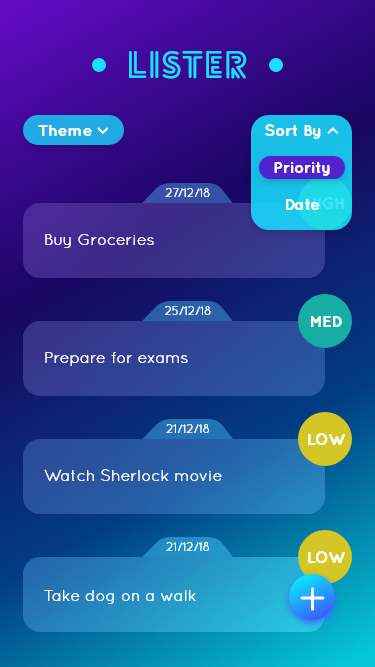 LISTER
Theme
Sort By
Priority
Date
27/12/18
Buy Groceries
25/12/18
MED
Prepare for exams
21/12/18
LOW
Watch Sherlock movie
21/12/18
LOW
Take dog on a walk